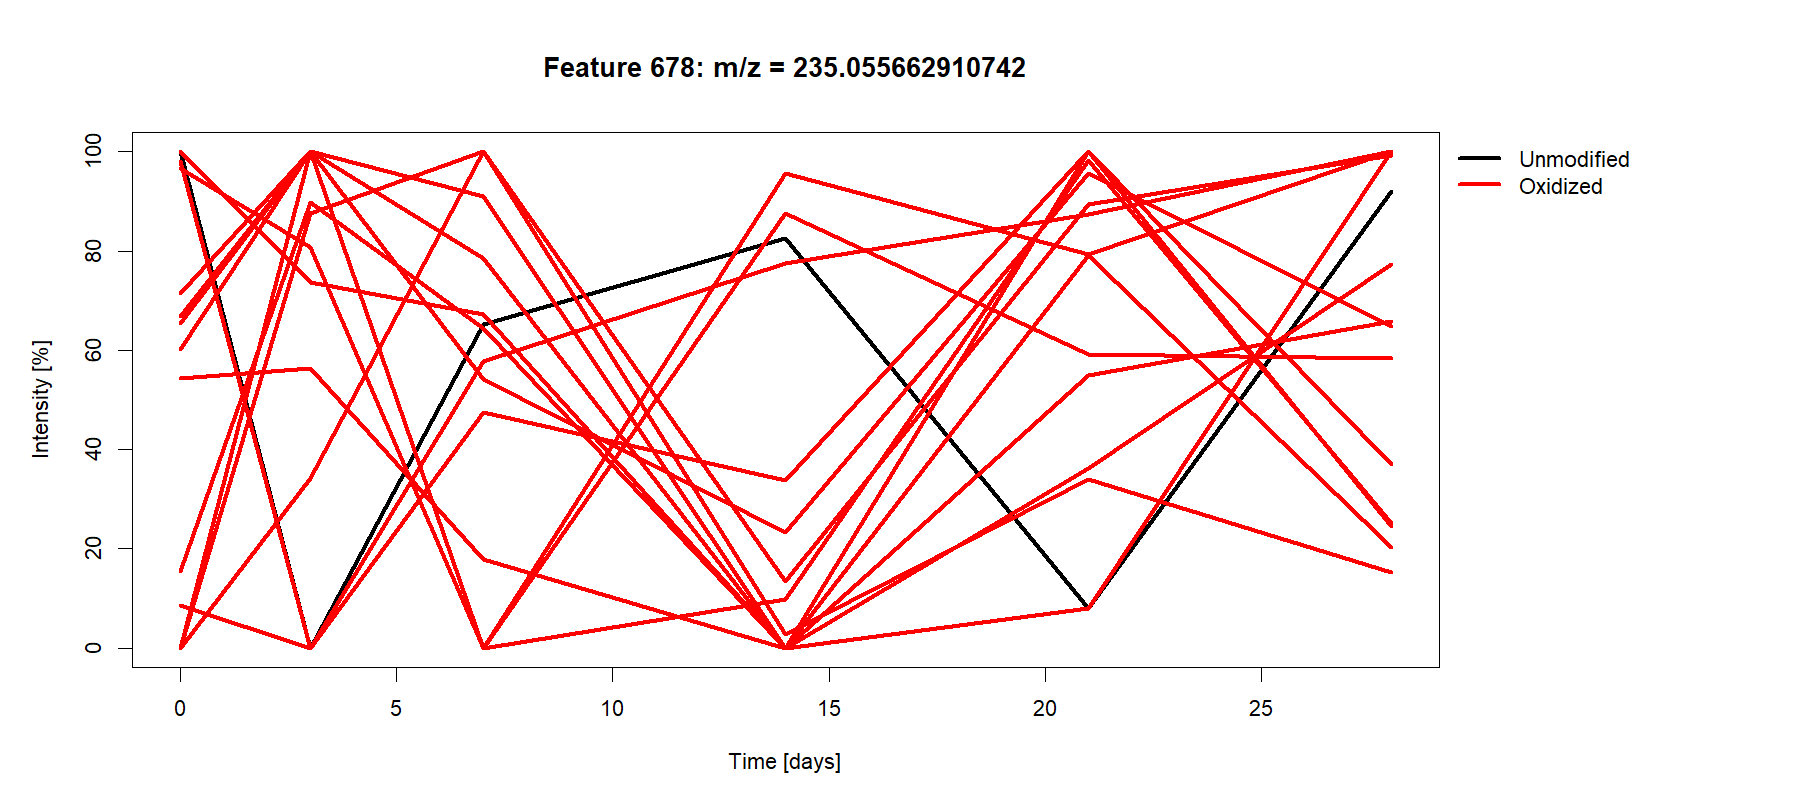 Feature 678: m/z = 235.055662910742
Unmodified
Oxidized
Intensity [%]
100
80
60
40
20
0
0 5 10 15 20 25
Time [days]